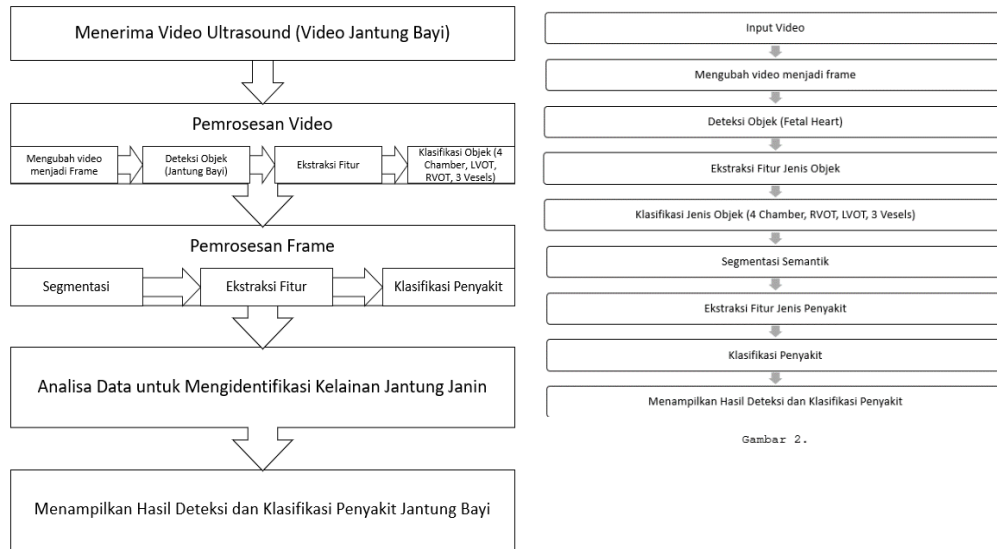 Menerima Video Ultrasound (Video Jantung Bayi)
Pemrosesan Video
Mengubah video
menjadi Frame
Deteksi Objek
(Jantung Bayi)
Ekstraksi Fitur
Klasifikasi Objek (4
Chamber, LVOT,
RVOT, 3 Vesels)
Pemrosesan Frame
Segmentasi
Ekstraksi Fitur
Klasifikasi Penyakit
Analisa Data untuk Mengidentifikasi Kelainan Jantung Janin
Menampilkan Hasil Deteksi dan Klasifikasi Penyakit Jantung Bayi
Input Video
Mengubah video menjadi frame
Deteksi Objek (Fetal Heart)
Ekstraksi Fitur Jenis Objek
Klasifikasi Jenis Objek (4 Chamber, RVOT, LVOT, 3 Vesels)
Segmentasi Semantik
Ekstraksi Fitur Jenis Penyakit
Klasifikasi Penyakit
Menampilkan Hasil Deteksi dan Klasifikasi Penyakit
Gambar 2.